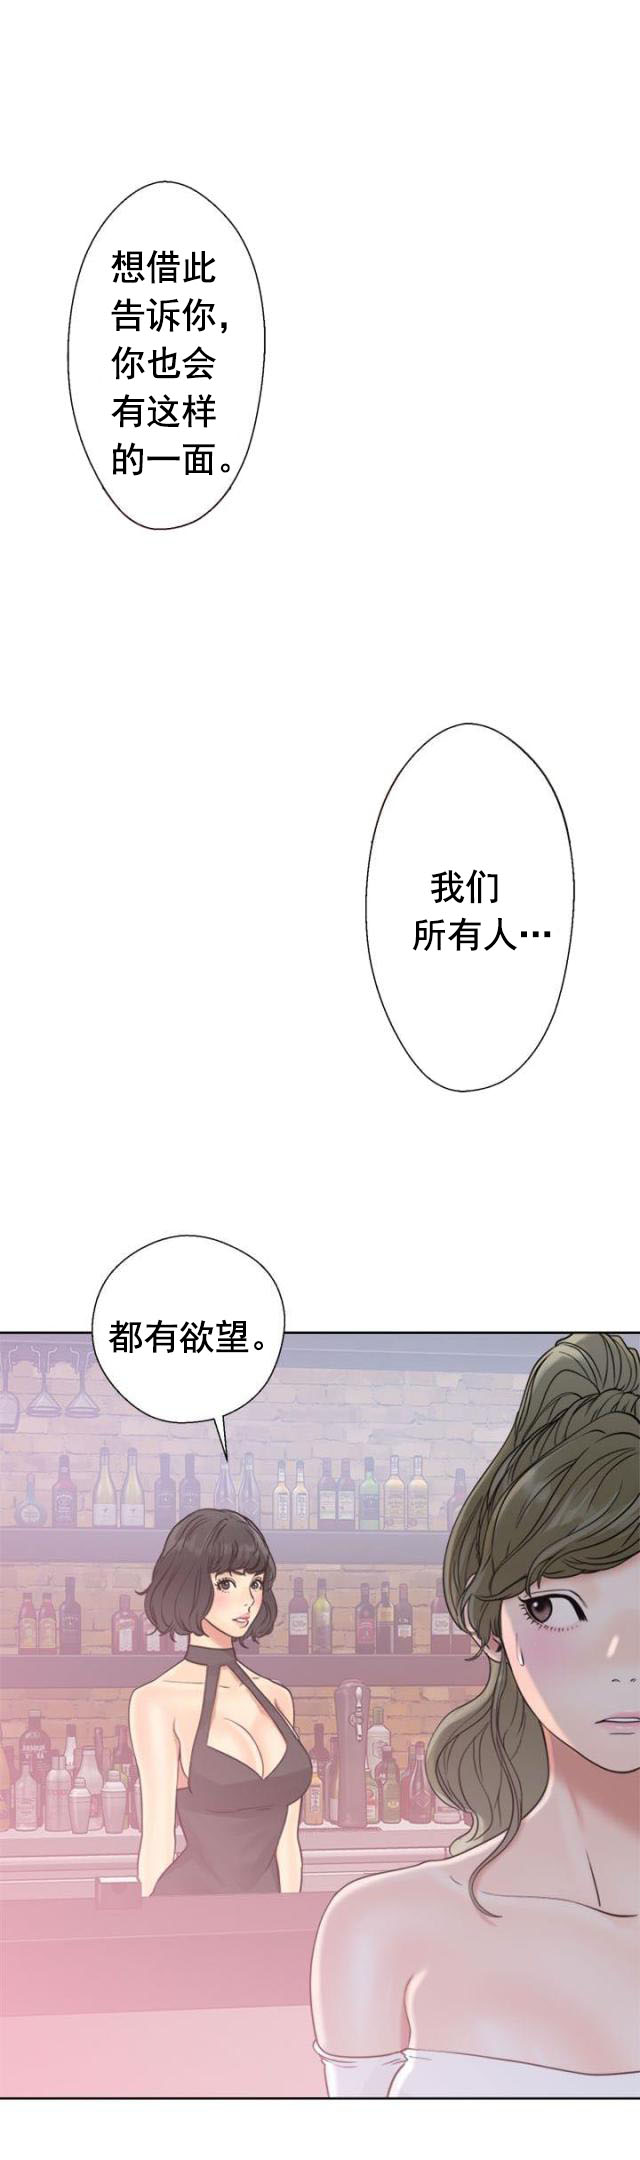 想借此
告诉你，
你也会
有这样
的一面。
我们
所有人…
都有欲望。